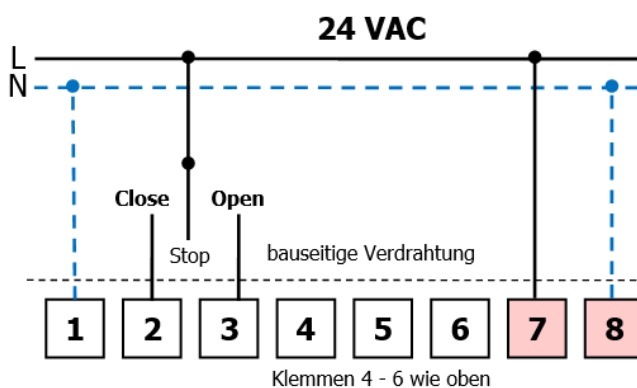 24 VAC
L
N
Close Open
Stop bauseitige Verdrahtung
1 2 3 4 5 6 7 8
Klemmen 4 - 6 wie oben